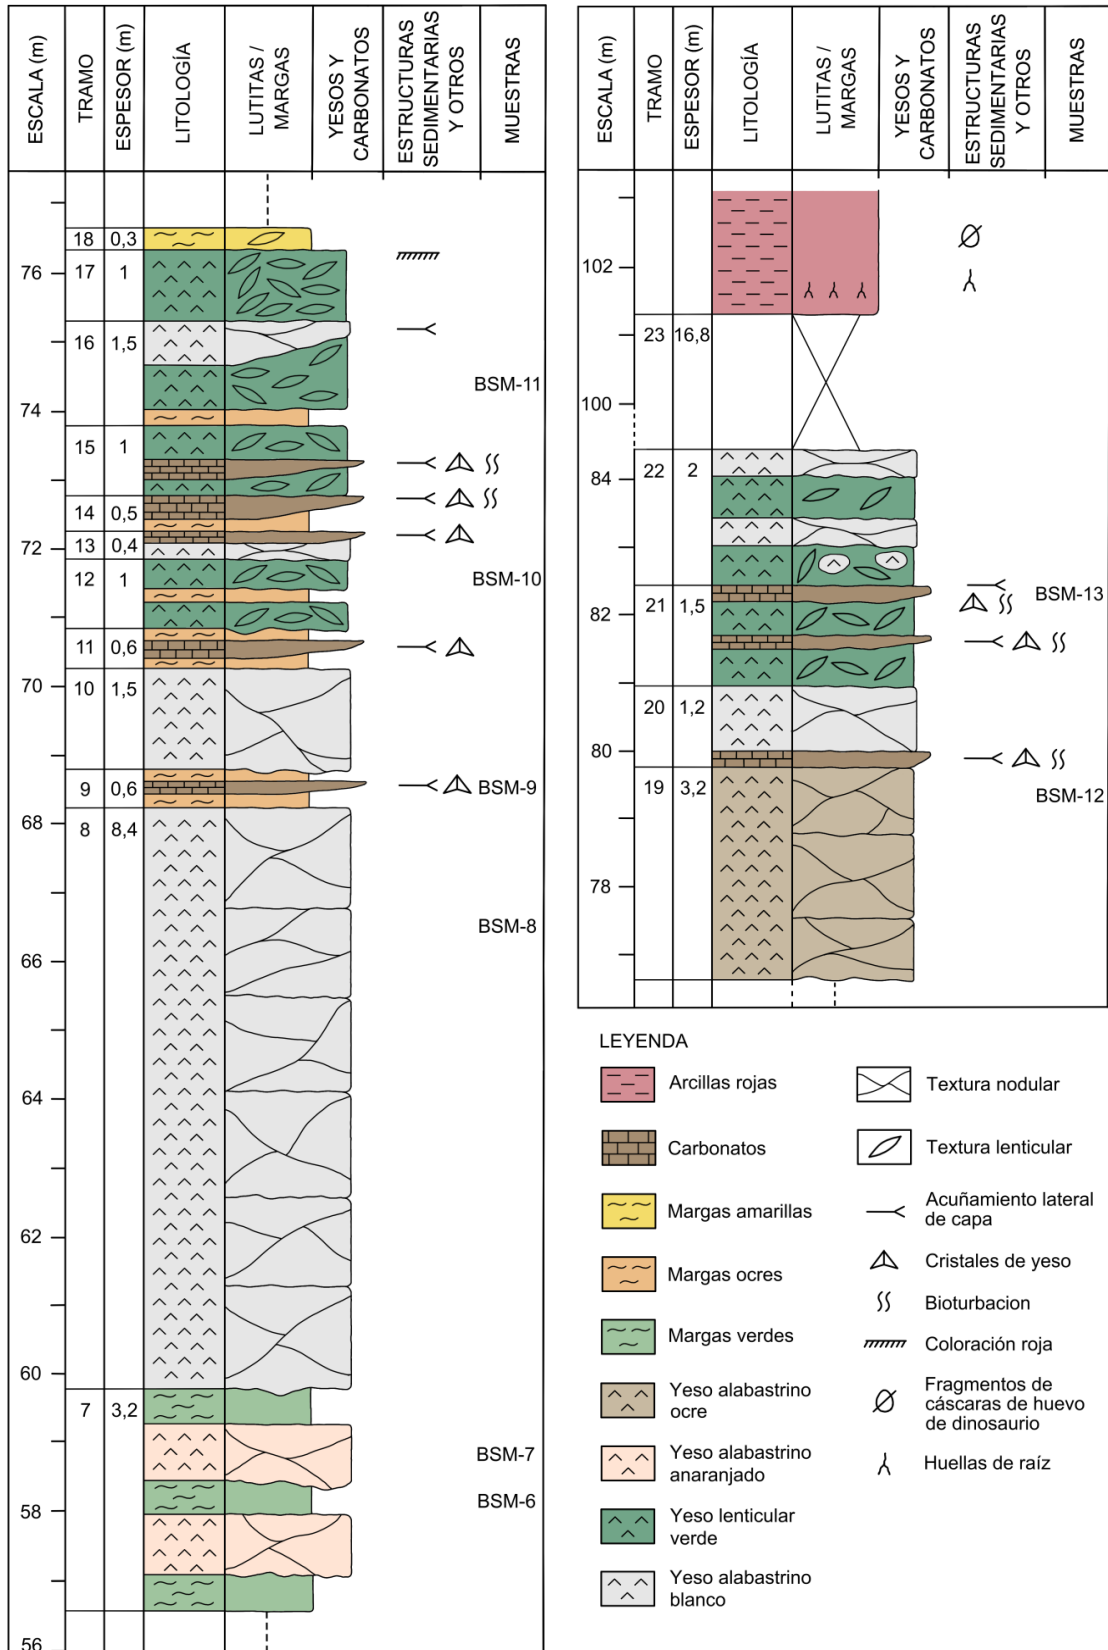 ESCALA (m)
TRAMO
ESPESOR (m)
LITOLOGÍA
LUTITAS /
MARGAS
YESOS Y
CARBONATOS
ESTRUCTURAS
SEDIMENTARIAS
Y OTROS
MUESTRAS
18 0,3
76
17 1
16 1,5
BSM-11
74
15 1
14 0,5
72
13 0,4
12 1
BSM-10
11 0,6
70
10 1,5
9 0,6
BSM-9
68
8 8,4
BSM-8
66
64
62
60
7 3,2
BSM-7
58
BSM-6
56
ESCALA (m)
TRAMO
ESPESOR (m)
LITOLOGÍA
LUTITAS /
MARGAS
YESOS Y
CARBONATOS
ESTRUCTURAS
SEDIMENTARIAS
Y OTROS
MUESTRAS
102
23 16,8
100
22 2
84
BSM-13
82
21 1,5
20 1,2
80
19 3,2
BSM-12
78
LEYENDA
Arcillas rojas
Carbonatos
Margas amarillas
Margas ocres
Margas verdes
Yeso alabastrino
ocre
Yeso alabastrino
anaranjado
Yeso lenticular
verde
Yeso alabastrino
blanco
Textura nodular
Textura lenticular
Acuñamiento lateral
de capa
Cristales de yeso
Bioturbacion
Coloración roja
Fragmentos de
cáscaras de huevo
de dinosaurio
Huellas de raíz